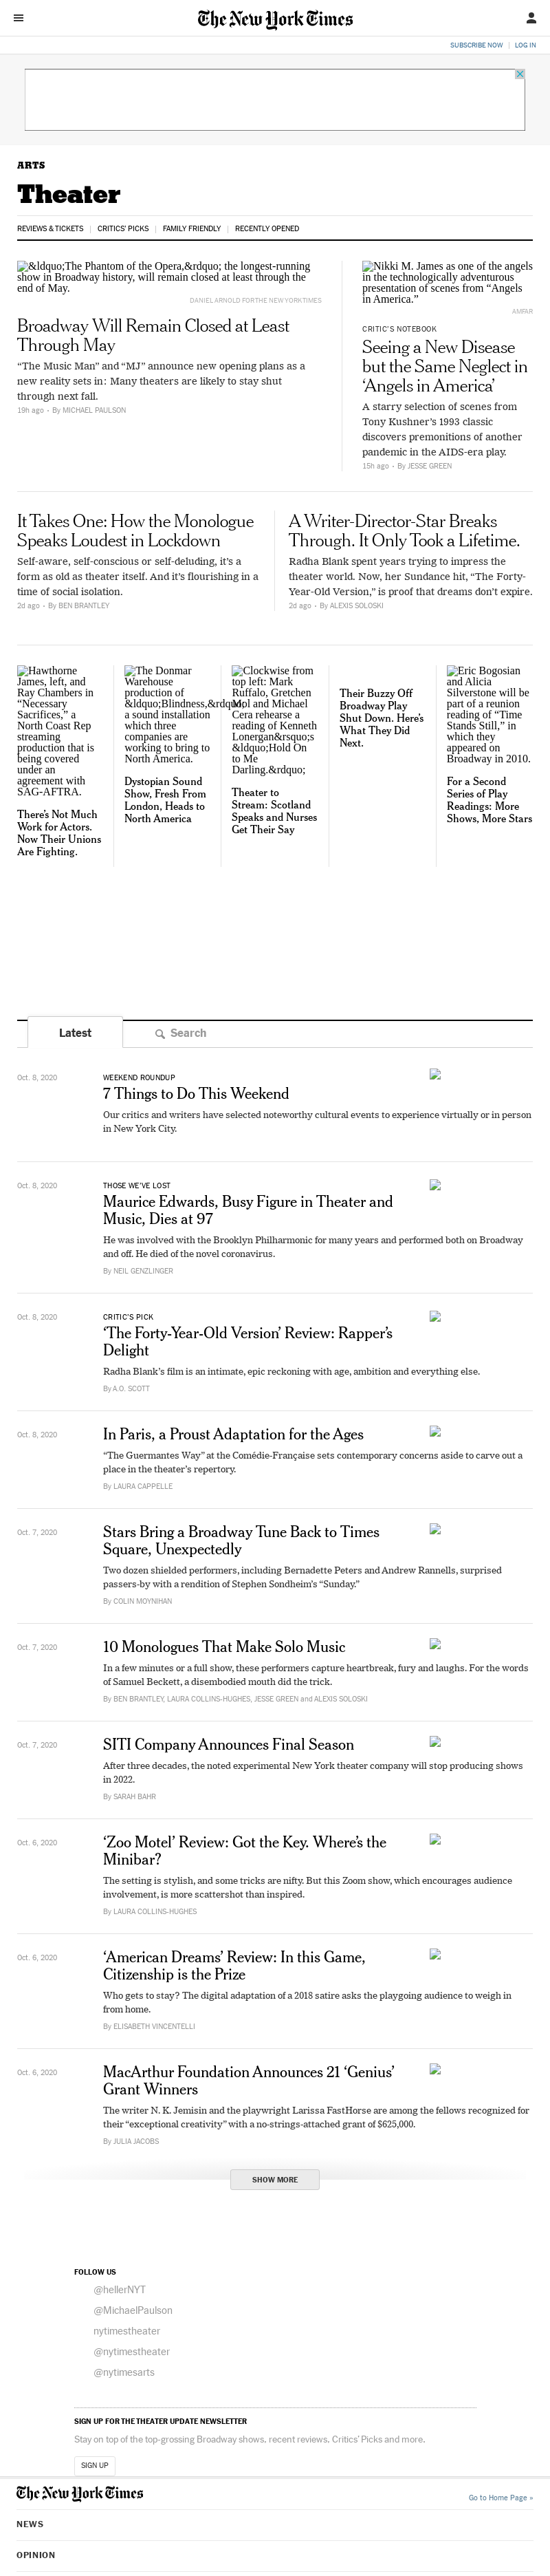 The New York Times
SUBSCRIBE NOW
LOG IN
ARTS
Theater
REVIEWS & TICKETS
CRITICS' PICKS
FAMILY FRIENDLY
RECENTLY OPENED
&ldquo;The Phantom of the Opera,&rdquo; the longest-running
show in Broadway history, will remain closed at least through the
end of May.
DANIEL ARNOLD FOR THE NEW YORK TIMES
Broadway Will Remain Closed at Least
Through May
“The Music Man” and “MJ” announce new opening plans as a
new reality sets in: Many theaters are likely to stay shut
through next fall.
19h ago - By MICHAEL PAULSON
Nikki M. James as one of the angels
in the technologically adventurous
presentation of scenes from “Angels
in America.”
AMFAR
CRITIC’S NOTEBOOK
Seeing a New Disease
but the Same Neglect in
‘Angels in America’
A starry selection of scenes from
Tony Kushner’s 1993 classic
discovers premonitions of another
pandemic in the AIDS-era play.
15h ago - By JESSE GREEN
It Takes One: How the Monologue
Speaks Loudest in Lockdown
Self-aware, self-conscious or self-deluding, it’s a
form as old as theater itself. And it’s flourishing in a
time of social isolation.
2d ago - By BEN BRANTLEY
A Writer-Director-Star Breaks
Through. It Only Took a Lifetime.
Radha Blank spent years trying to impress the
theater world. Now, her Sundance hit, “The Forty-
Year-Old Version,” is proof that dreams don’t expire.
2d ago - By ALEXIS SOLOSKI
Hawthorne
James, left, and
Ray Chambers in
“Necessary
Sacrifices,” a
North Coast Rep
streaming
production that is
being covered
under an
agreement with
SAG-AFTRA.
There’s Not Much
Work for Actors.
Now Their Unions
Are Fighting.
The Donmar
Warehouse
production of
&ldquo;Blindness,&rdquo;
a sound installation
which three
companies are
working to bring to
North America.
Dystopian Sound
Show, Fresh From
London, Heads to
North America
Clockwise from
top left: Mark
Ruffalo, Gretchen
Mol and Michael
Cera rehearse a
reading of Kenneth
Lonergan&rsquo;s
&ldquo;Hold On
to Me
Darling.&rdquo;
Theater to
Stream: Scotland
Speaks and Nurses
Get Their Say
Their Buzzy Off
Broadway Play
Shut Down. Here’s
What They Did
Next.
Eric Bogosian
and Alicia
Silverstone will be
part of a reunion
reading of “Time
Stands Still,” in
which they
appeared on
Broadway in 2010.
For a Second
Series of Play
Readings: More
Shows, More Stars
Latest
Search
Oct. 8, 2020
WEEKEND ROUNDUP
7 Things to Do This Weekend
Our critics and writers have selected noteworthy cultural events to experience virtually or in person
in New York City.
Oct. 8, 2020
THOSE WE’VE LOST
Maurice Edwards, Busy Figure in Theater and
Music, Dies at 97
He was involved with the Brooklyn Philharmonic for many years and performed both on Broadway
and off. He died of the novel coronavirus.
By NEIL GENZLINGER
Oct. 8, 2020
CRITIC’S PICK
‘The Forty-Year-Old Version’ Review: Rapper’s
Delight
Radha Blank’s film is an intimate, epic reckoning with age, ambition and everything else.
By A.O. SCOTT
Oct. 8, 2020
In Paris, a Proust Adaptation for the Ages
“The Guermantes Way” at the Comédie-Française sets contemporary concerns aside to carve out a
place in the theater’s repertory.
By LAURA CAPPELLE
Oct. 7, 2020
Stars Bring a Broadway Tune Back to Times
Square, Unexpectedly
Two dozen shielded performers, including Bernadette Peters and Andrew Rannells, surprised
passers-by with a rendition of Stephen Sondheim’s “Sunday.”
By COLIN MOYNIHAN
Oct. 7, 2020
10 Monologues That Make Solo Music
In a few minutes or a full show, these performers capture heartbreak, fury and laughs. For the words
of Samuel Beckett, a disembodied mouth did the trick.
By BEN BRANTLEY, LAURA COLLINS-HUGHES, JESSE GREEN and ALEXIS SOLOSKI
Oct. 7, 2020
SITI Company Announces Final Season
After three decades, the noted experimental New York theater company will stop producing shows
in 2022.
By SARAH BAHR
Oct. 6, 2020
‘Zoo Motel’ Review: Got the Key. Where’s the
Minibar?
The setting is stylish, and some tricks are nifty. But this Zoom show, which encourages audience
involvement, is more scattershot than inspired.
By LAURA COLLINS-HUGHES
Oct. 6, 2020
‘American Dreams’ Review: In this Game,
Citizenship is the Prize
Who gets to stay? The digital adaptation of a 2018 satire asks the playgoing audience to weigh in
from home.
By ELISABETH VINCENTELLI
Oct. 6, 2020
MacArthur Foundation Announces 21 ‘Genius’
Grant Winners
The writer N. K. Jemisin and the playwright Larissa FastHorse are among the fellows recognized for
their “exceptional creativity” with a no-strings-attached grant of $625,000.
By JULIA JACOBS
SHOW MORE
FOLLOW US
@hellerNYT
@MichaelPaulson
nytimestheater
@nytimestheater
@nytimesarts
SIGN UP FOR THE THEATER UPDATE NEWSLETTER
Stay on top of the top-grossing Broadway shows, recent reviews, Critics’ Picks and more.
SIGN UP
The New York Times
Go to Home Page »
NEWS
OPINION